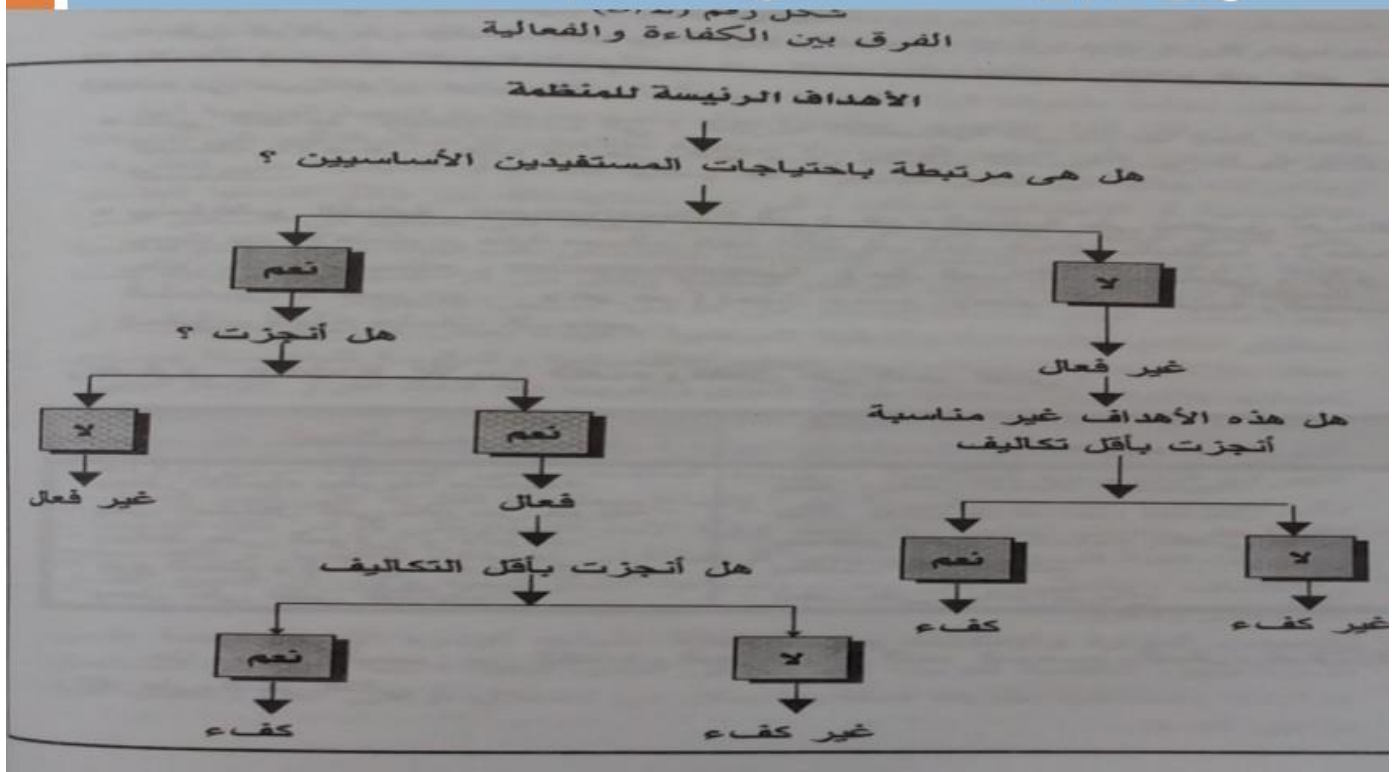 شكل رقم
الفرق بين الكفاءة والفعالية
الأهداف الرئيسة للمنظمة
هل هى مرتبطة باحتياجات المستفيدين الأساسيين ؟
لا
نعم
هل أنجزت ؟
غير فعال
هل هذه الأهداف غير مناسبة
أنجزت بأقل تكاليف
نعم
لا
فعال
غير فعال
هل أنجزت بأقل التكاليف
لا
نعم
غير كفء
كفء
لا
نعم
غير كفء
كفء